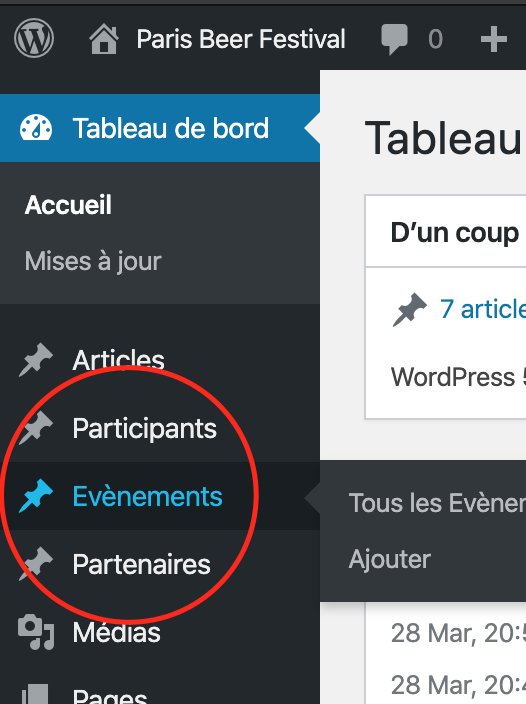 Paris Beer Festival 0
Tableau de bord
Accueil
Mises à jour
Articles
Participants
Evènements
Partenaires
Médias
Pages
Tableau
D’un coup
7 article
WordPress 5
Tous les Evènem
Ajouter
28 Mar, 20:5
28 Mar, 20:4